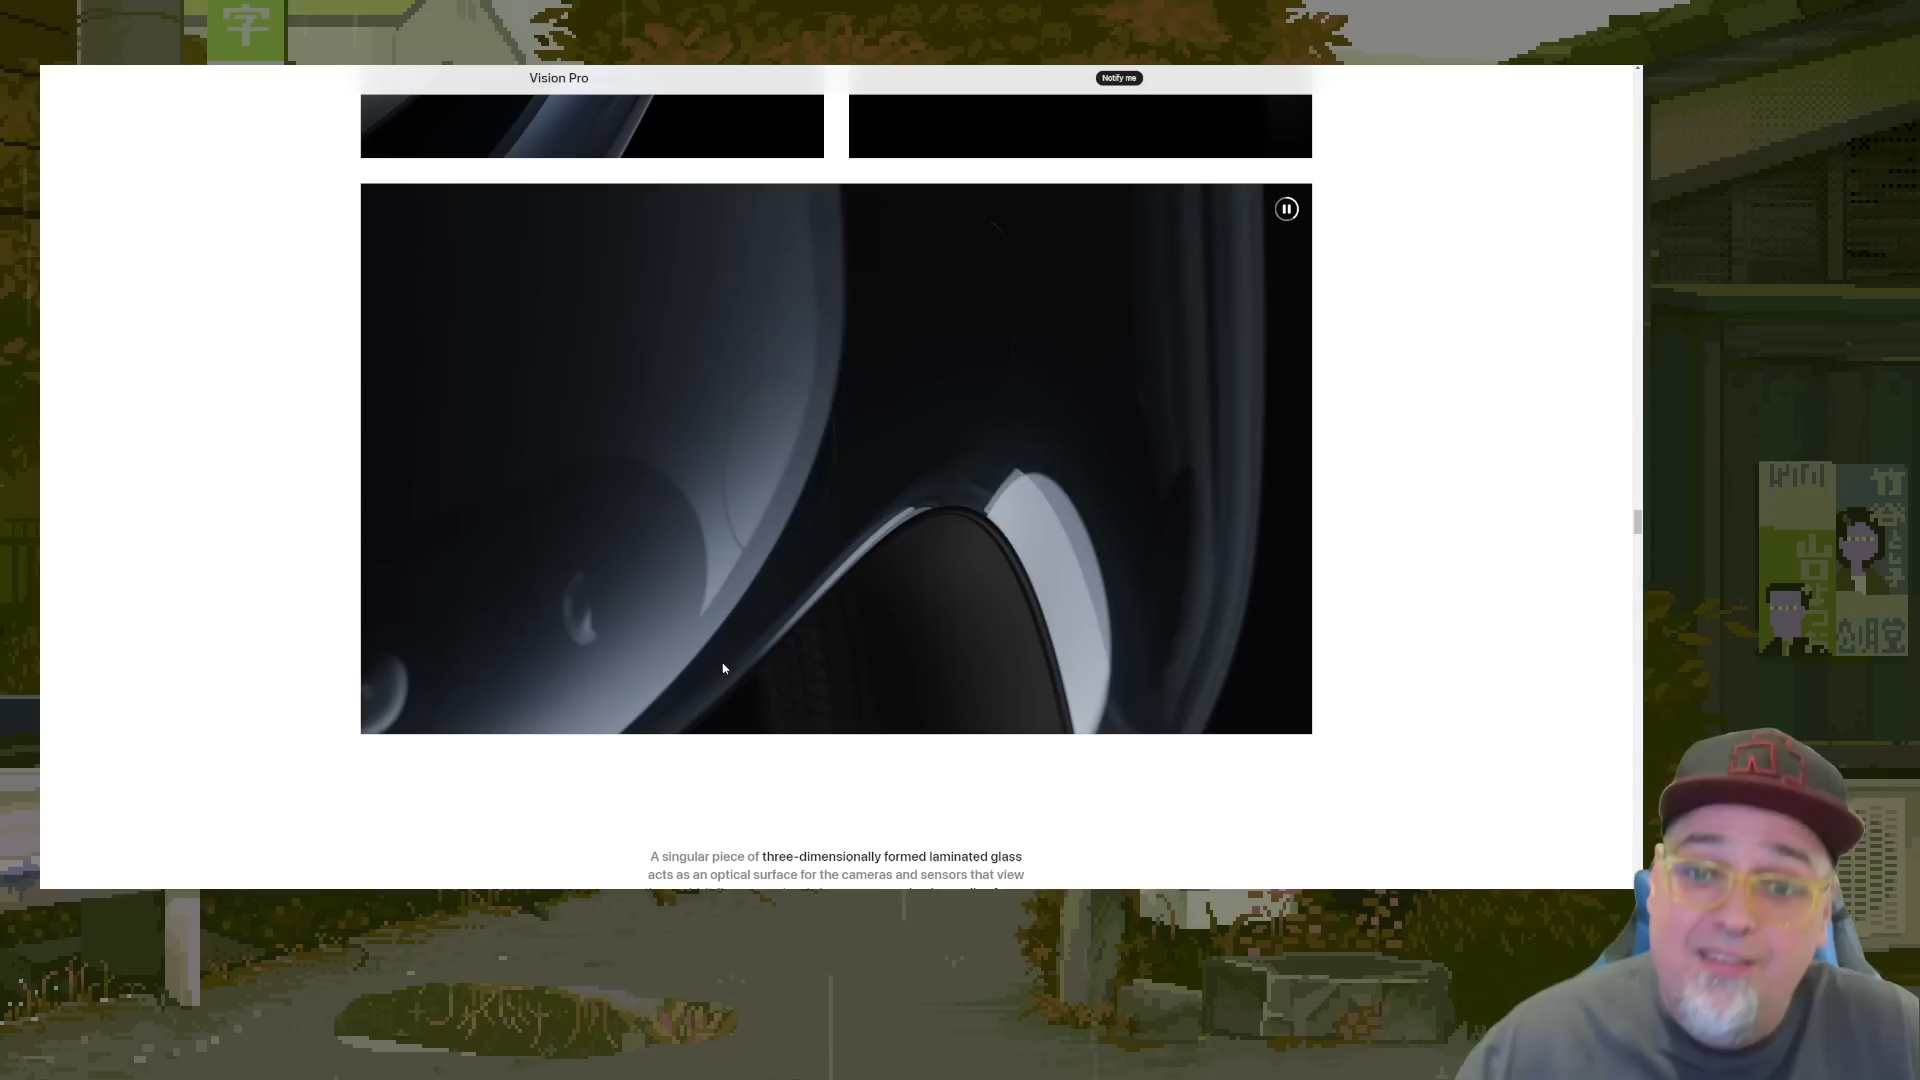 字
Vision Pro
Notify me
A singular piece of three-dimensionally formed laminated glass
acts as an optical surface for the cameras and sensors that view